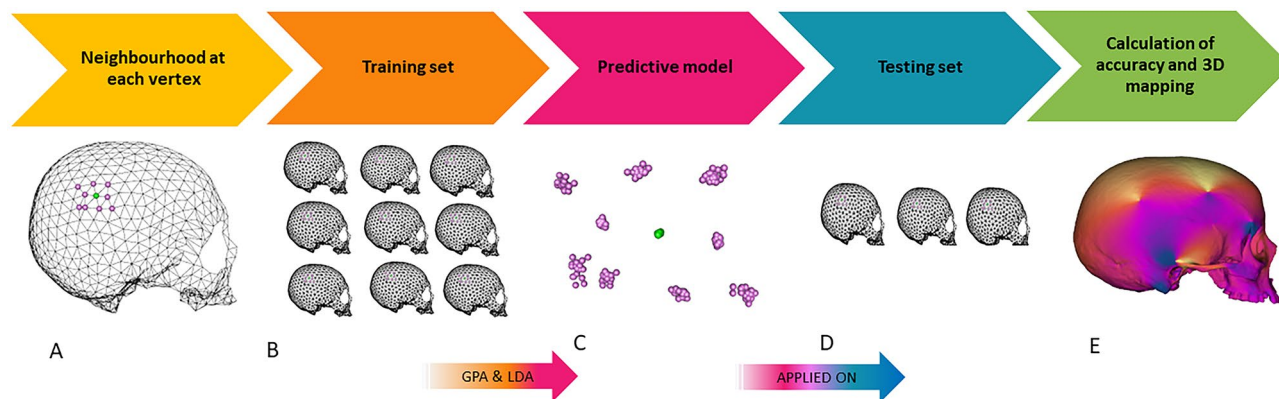 Neighbourhood at
each vertex
Training set
Predictive model
Testing set
Calculation of
accuracy and 3D
mapping
A
B
C
D
E
GPA & LDA
APPLIED ON